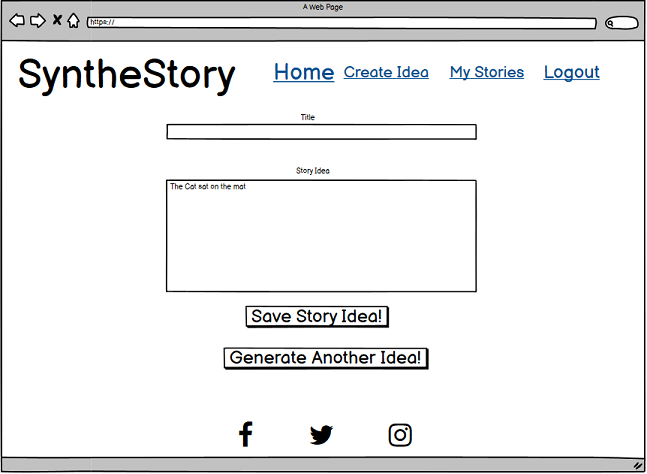 A Web Page
https://
SyntheStory
Home Create Idea My Stories Logout
Title
Story Idea
The Cat sat on the mat
Save Story Idea!
Generate Another Idea!